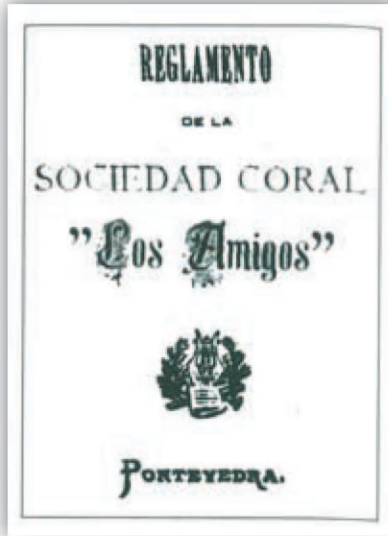 REGLAMENTO
DE LA
SOCIEDAD CORAL
”Los Amigos”
PONTEVEDRA.